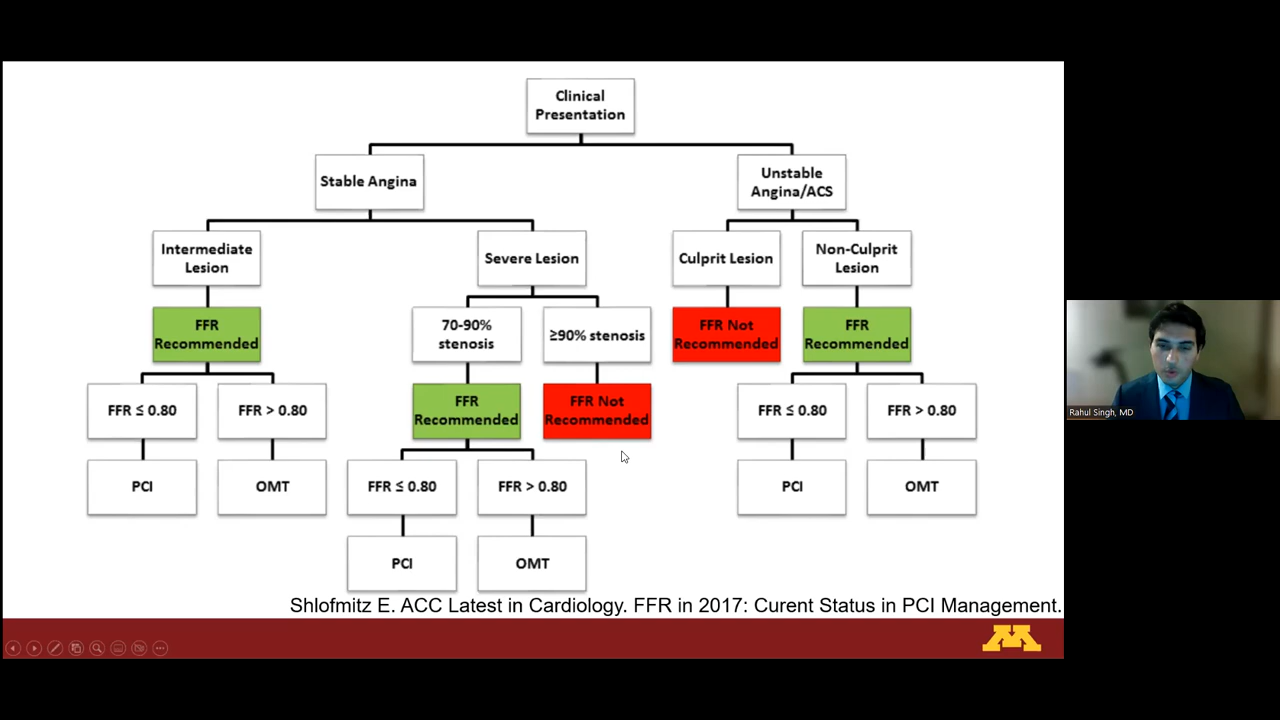 Clinical
Presentation
Stable Angina
Unstable
Angina/ACS
Intermediate
Lesion
Severe Lesion
Culprit Lesion
Non-Culprit
Lesion
FFR
Recommended
70-90%
stenosis
≥90% stenosis
FFR Not
Recommended
FFR
Recommended
FFR ≤ 0.80
FFR > 0.80
FFR
Recommended
FFR Not
Recommended
FFR ≤ 0.80
FFR > 0.80
PCI
OMT
FFR ≤ 0.80
FFR > 0.80
PCI
OMT
PCI
OMT
Shlofmitz E. ACC Latest in Cardiology. FFR in 2017: Curent Status in PCI Management.
M
Rahul Singh, MD